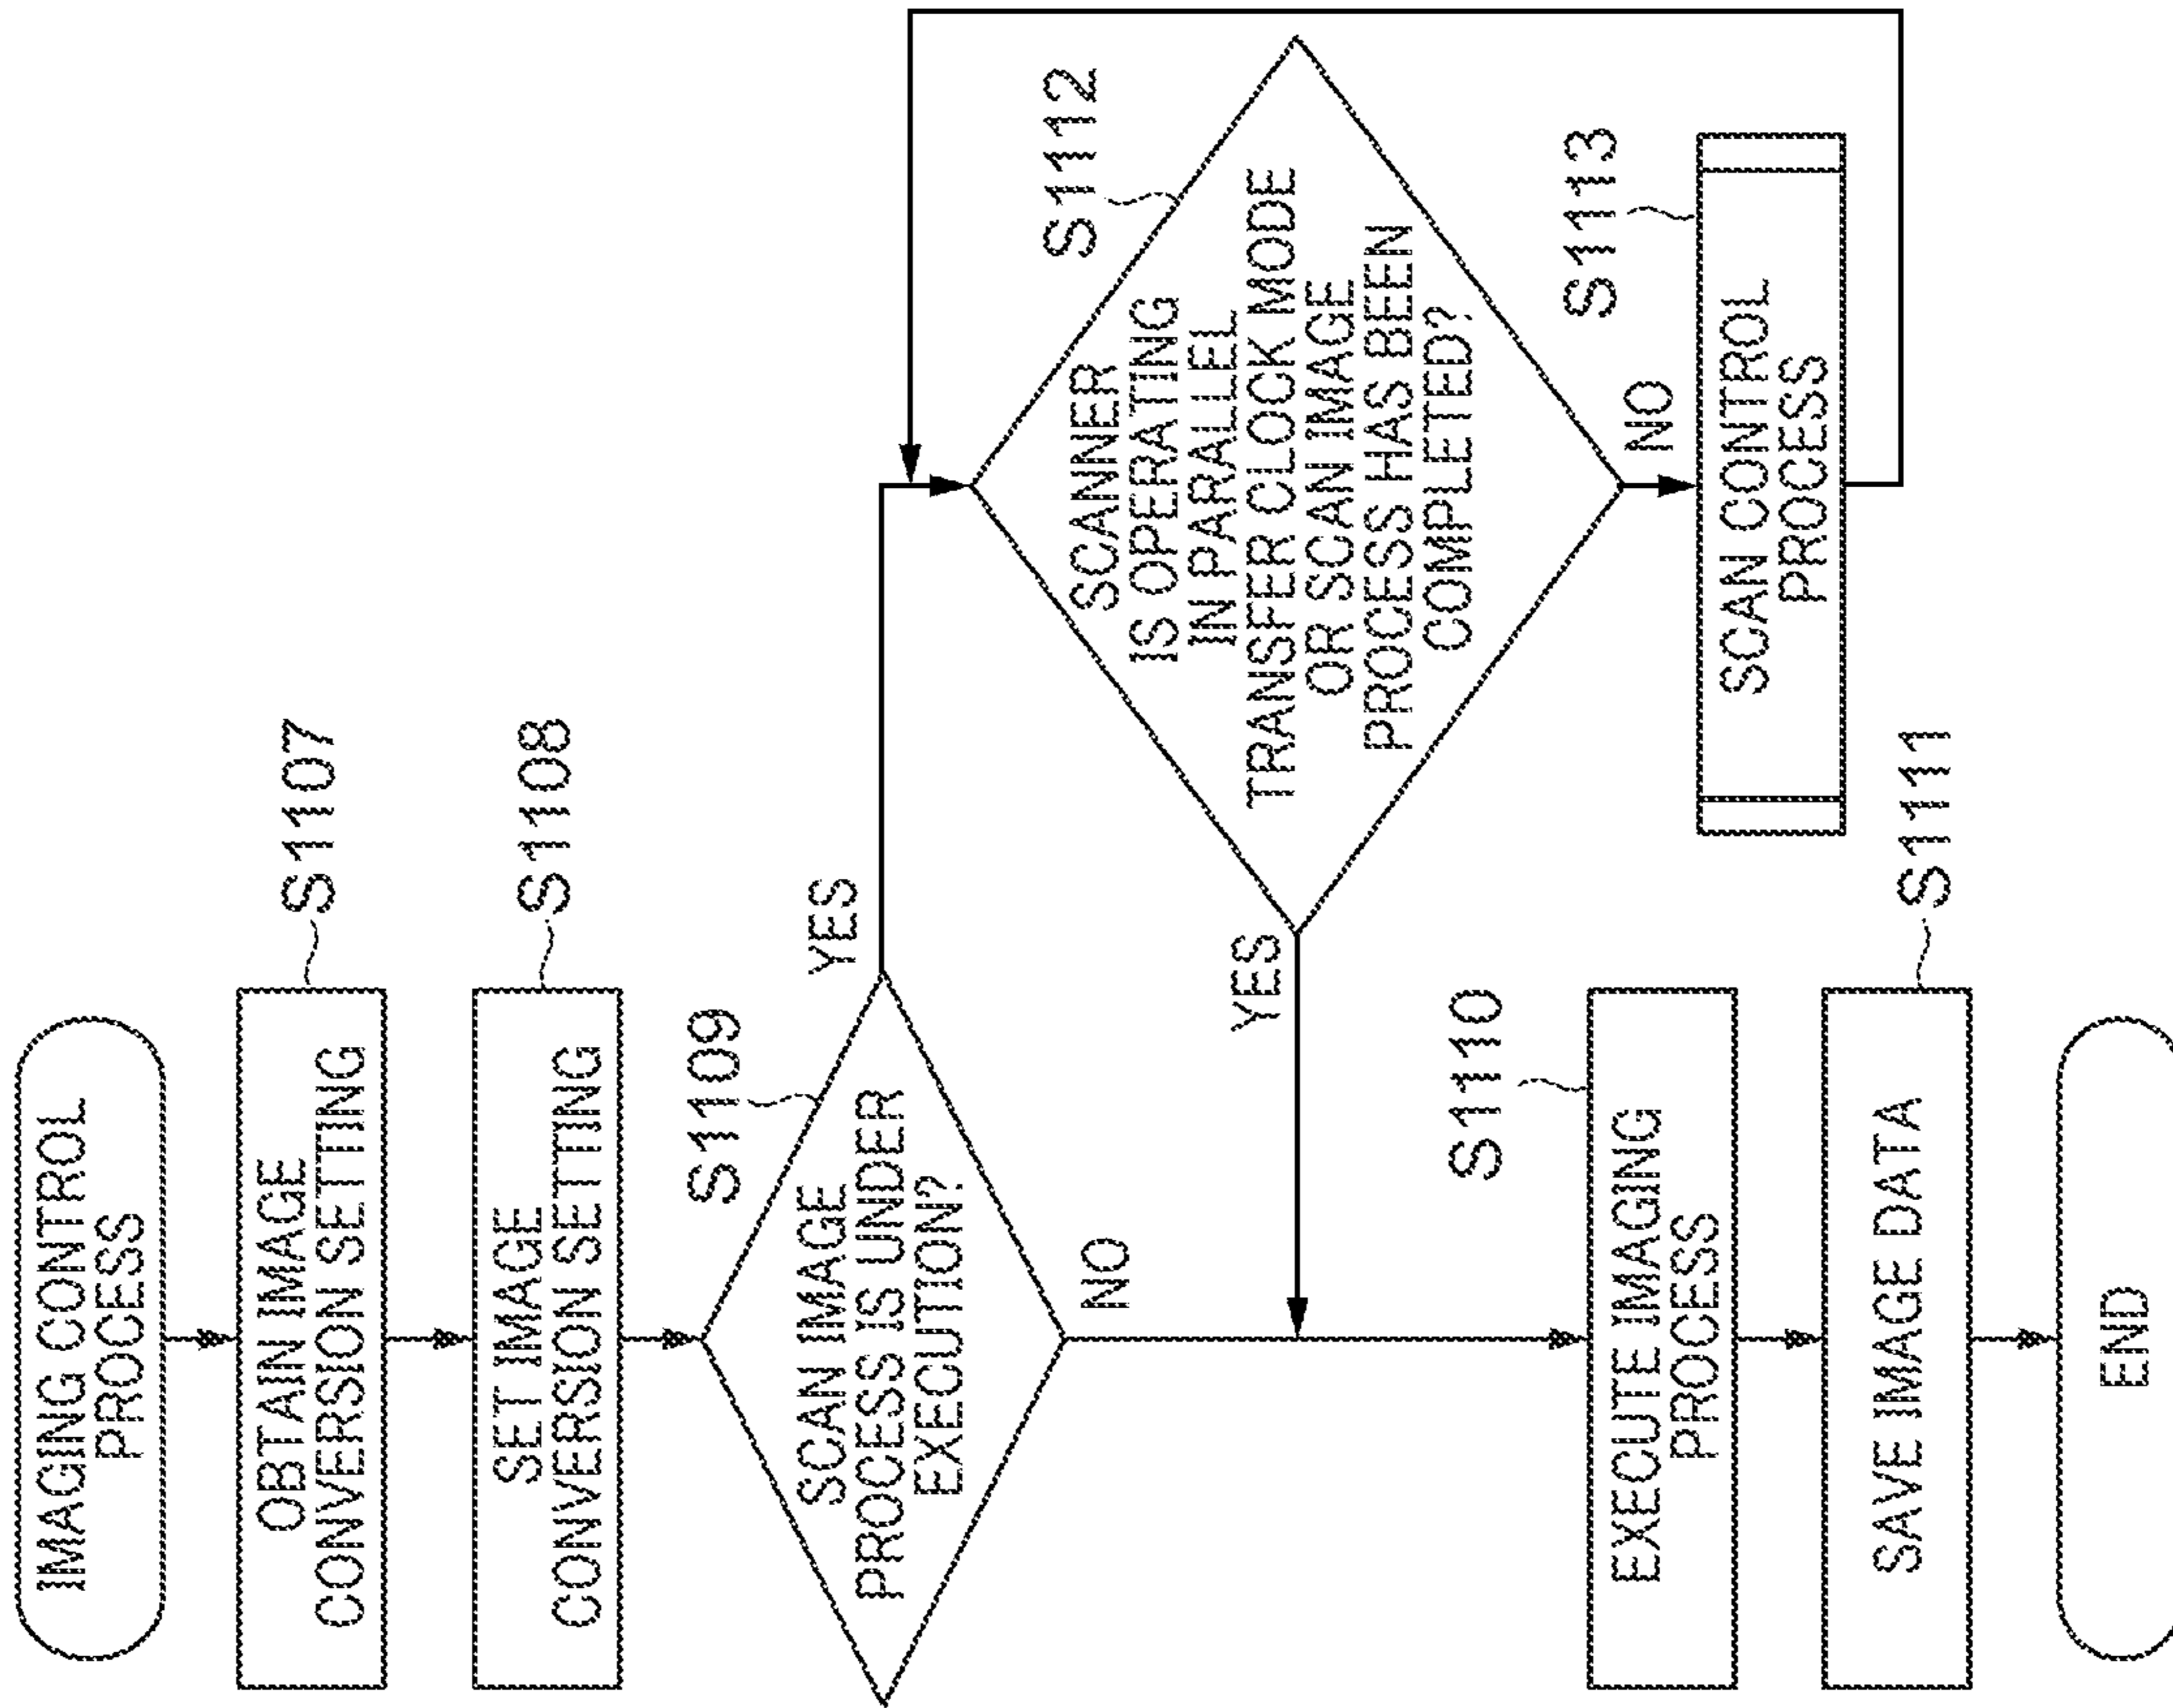 IMAGING CONTROL
PROCESS
OBTAIN IMAGE
CONVERSION SETTING
S1107
SET IMAGE
CONVERSION SETTING
S1108
SCAN IMAGE
PROCESS IS UNDER
EXECUTION?
S1109
YES
NO
SCANNER
IS OPERATING
IN PARALLEL
TRANSFER CLOCK MODE
OR SCAN IMAGE
PROCESS HAS BEEN
COMPLETED?
S1112
YES
NO
SCAN CONTROL
PROCESS
S1113
EXECUTE IMAGING
PROCESS
S1110
SAVE IMAGE DATA
S1111
END